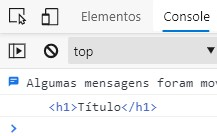 Elementos Console
top
Algumas mensagens foram mov
<h1>Título</h1>